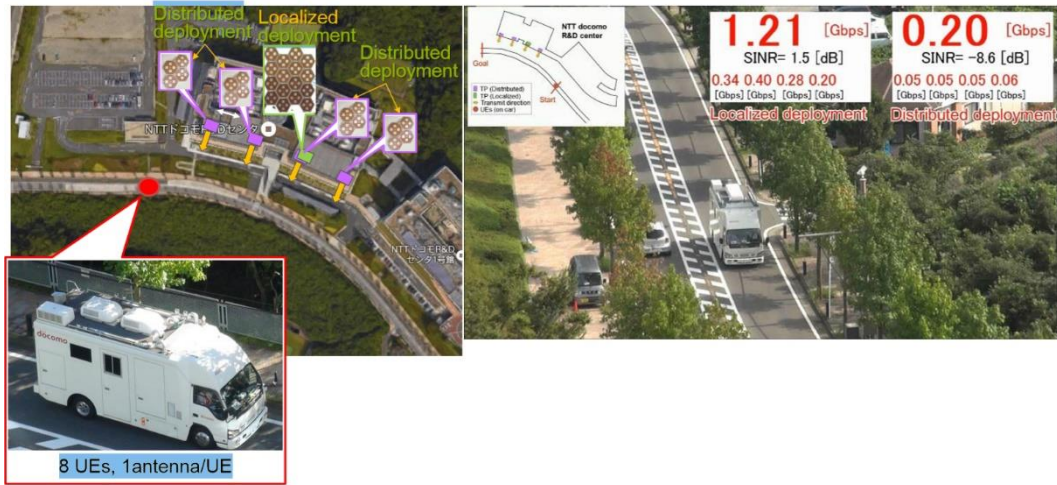 Distributed
deployment
Localized
deployment
Distributed
deployment
NTTドコモR&Dセンタ
NTTドコモR&D
センタ1号館
docomo
8 UEs, 1antenna/UE
NTT docomo
R&D center
Goal
Start
TP (Distributed)
TP (Localized)
Transmit direction
UEs (on car)
1.21 [Gbps]
SINR= 1.5 [dB]
0.34 0.40 0.28 0.20
[Gbps] [Gbps] [Gbps] [Gbps]
Localized deployment
0.20 [Gbps]
SINR= −8.6 [dB]
0.05 0.05 0.05 0.06
[Gbps] [Gbps] [Gbps] [Gbps]
Distributed deployment